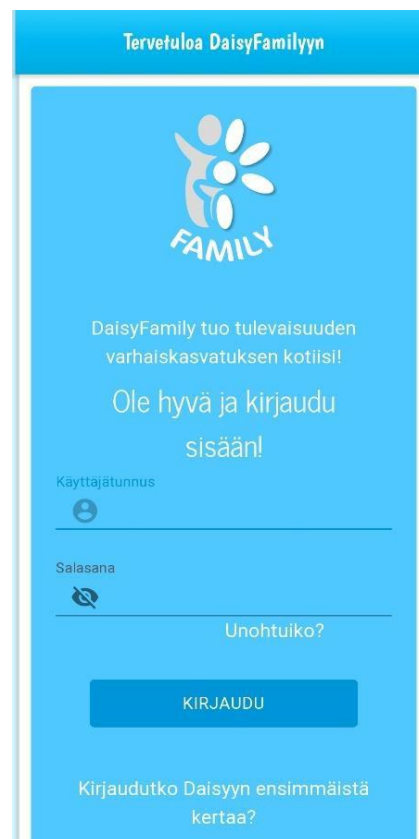 Tervetuloa DaisyFamilyyn
FAMILY
DaisyFamily tuo tulevaisuuden
varhaiskasvatuksen kotiisi!
Ole hyvä ja kirjaudu
sisään!
Käyttäjätunnus
Salasana
Unohtuiko?
KIRJAUDU
Kirjaudutko Daisyyn ensimmäistä
kertaa?